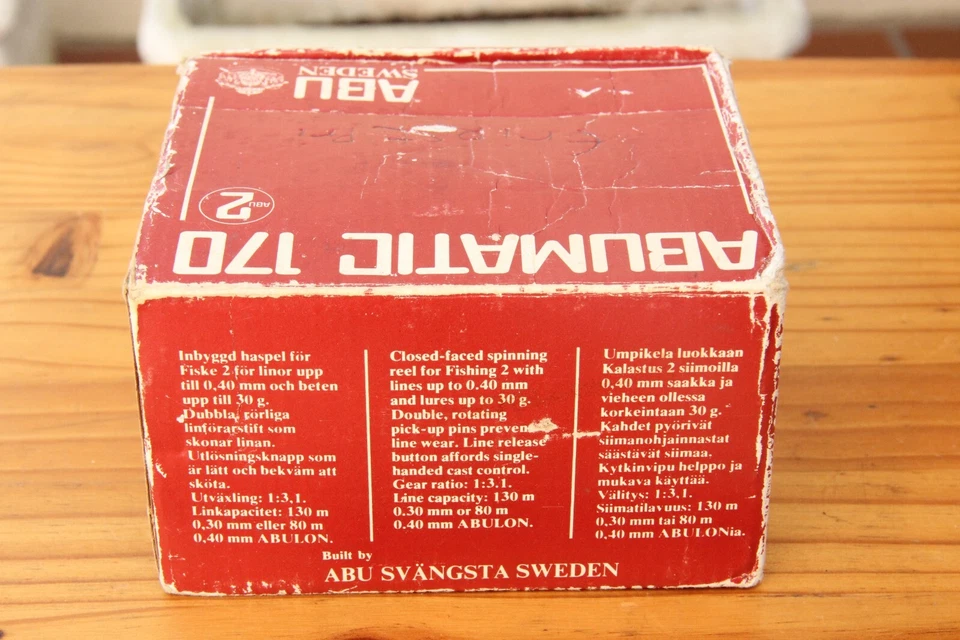 ABU
SWEDEN
2
ABU
ABUMATIC 170
Inbyggd haspel för
Fiske 2 för linor upp
till 0,40 mm och beten
upp till 30 g.
Dubbla, rörliga
linförarstift som
skonar linan.
Utlösningsknapp som
är lätt och bekväm att
sköta.
Utväxling: 1:3,1.
Linkapacitet: 130 m
0,30 mm eller 80 m
0,40 mm ABULON.
Closed-faced spinning
reel for Fishing 2 with
lines up to 0.40 mm
and lures up to 30 g.
Double, rotating
pick-up pins preven
line wear. Line release
button affords single-
handed cast control.
Gear ratio: 1:3.1.
Line capacity: 130 m
0.30 mm or 80 m
0.40 mm ABULON.
Umpikela luokkaan
Kalastus 2 siimoilla
0,40 mm saakka ja
vieheen ollessa
korkeintaan 30 g.
Kahdet pyörivät
siimanohjainnastat
säästävät siimaa.
Kytkinvipu helppo ja
mukava käyttää.
Välitys: 1:3,1.
Siimatilavuus: 130 m
0,30 mm tai 80 m
0,40 mm ABULONia.
Built by
ABU SVÄNGSTA SWEDEN